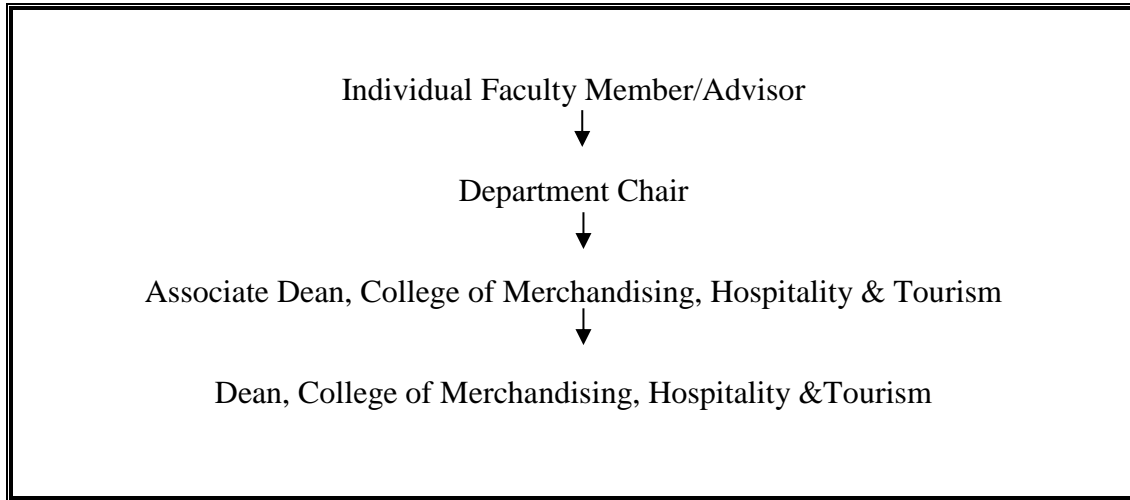 Individual Faculty Member/Advisor
Department Chair
Associate Dean, College of Merchandising, Hospitality & Tourism
Dean, College of Merchandising, Hospitality &Tourism